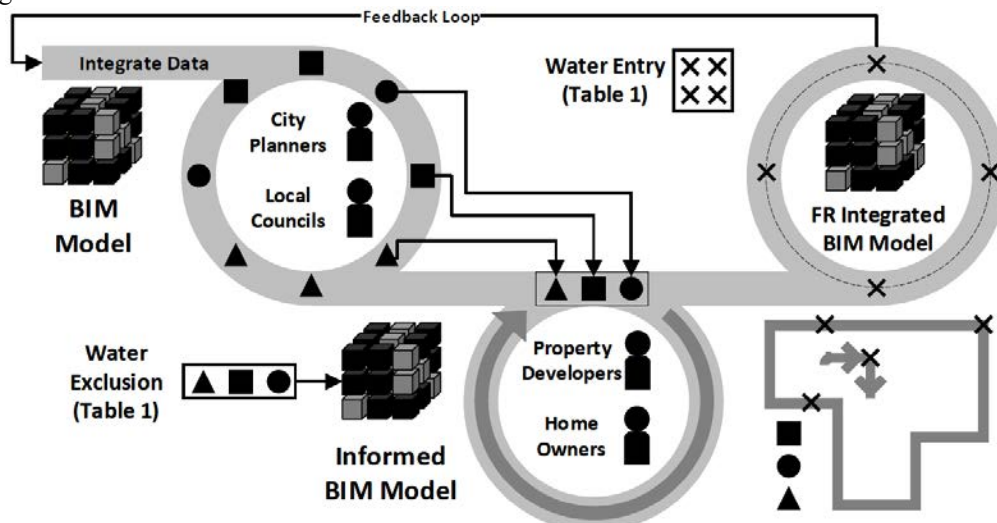 Feedback Loop
Integrate Data
Water Entry
(Table 1)
City
Planners
Local
Councils
BIM
Model
FR Integrated
BIM Model
Water
Exclusion
(Table 1)
Property
Developers
Home
Owners
Informed
BIM Model